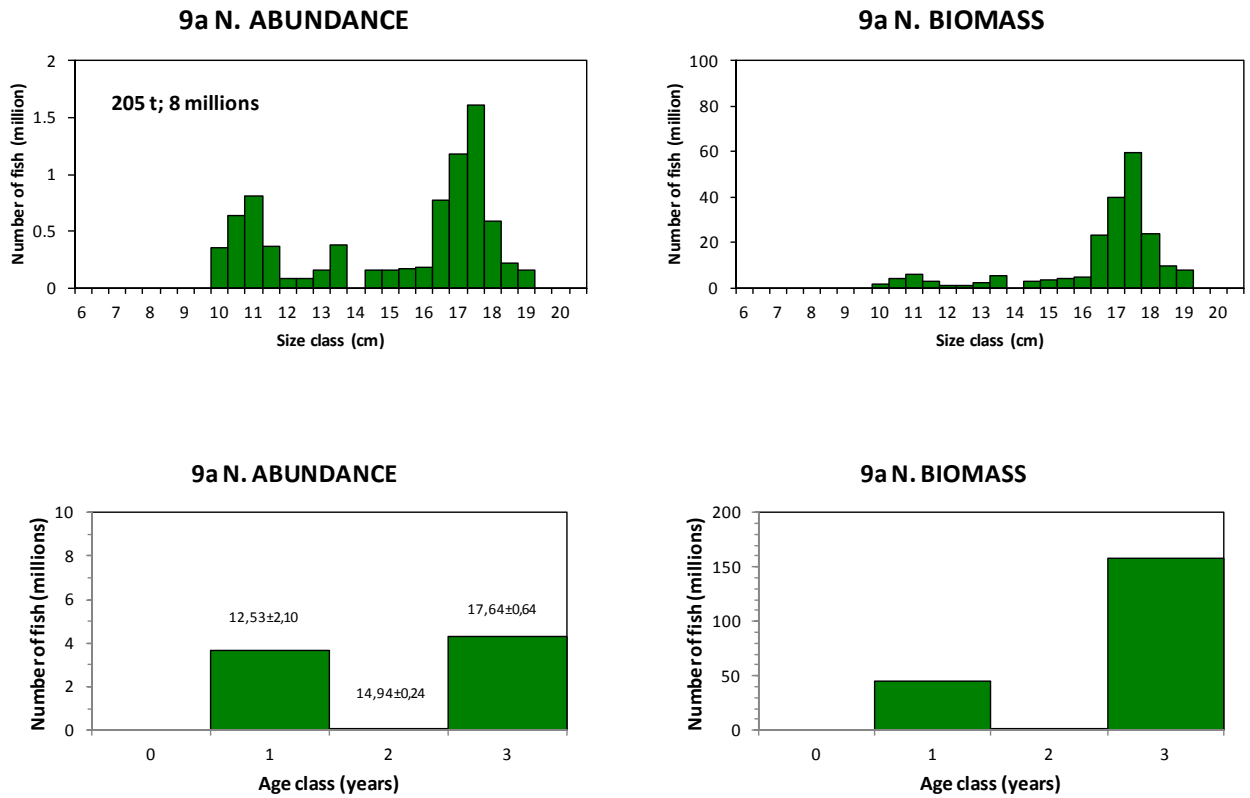 9a N. ABUNDANCE
Number of fish (million)
2
1.5
1
0.5
0
205 t; 8 millions
6 7 8 9 10 11 12 13 14 15 16 17 18 19 20
Size class (cm)
9a N. BIOMASS
Number of fish (million)
100
80
60
40
20
0
6 7 8 9 10 11 12 13 14 15 16 17 18 19 20
Size class (cm)
9a N. ABUNDANCE
Number of fish (millions)
10
8
6
4
2
0
12,53±2,10
14,94±0,24
17,64±0,64
0 1 2 3
Age class (years)
9a N. BIOMASS
Number of fish (millions)
200
150
100
50
0
0 1 2 3
Age class (years)